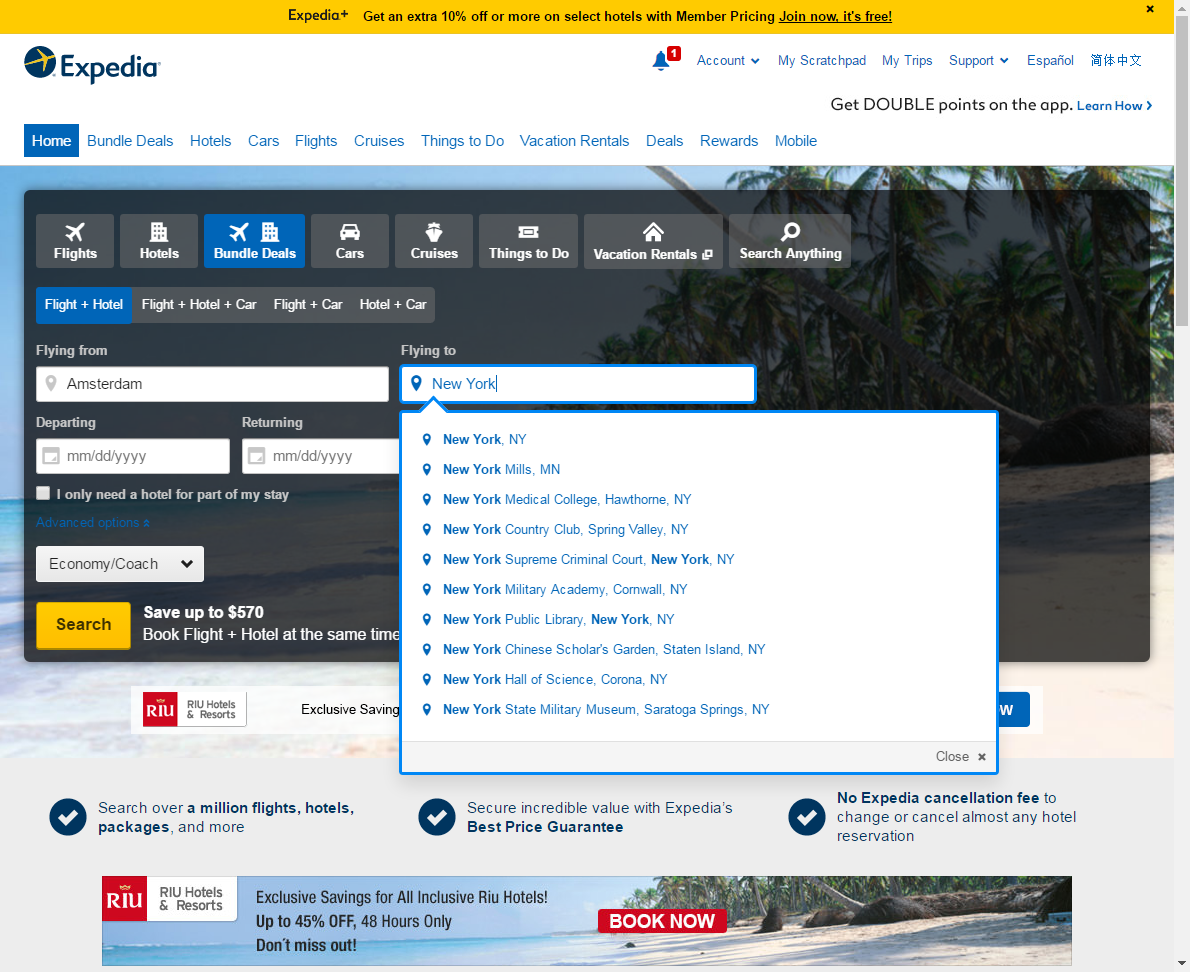 Expedia+ Get an extra 10% off or more on select hotels with Member Pricing Join now, it's free!
Expedia
1 Account My Scratchpad My Trips Support Español 简体中文
Get DOUBLE points on the app. Learn How
Home Bundle Deals Hotels Cars Flights Cruises Things to Do Vacation Rentals Deals Rewards Mobile
Flights Hotels Bundle Deals Cars Cruises Things to Do Vacation Rentals Search Anything
Flight + Hotel Flight + Hotel + Car Flight + Car Hotel + Car
Flying from Flying to
Amsterdam New York
Departing Returning
mm/dd/yyyy mm/dd/yyyy
I only need a hotel for part of my stay
Advanced options
Economy/Coach
Search
Save up to $570
Book Flight + Hotel at the same time
New York, NY
New York Mills, MN
New York Medical College, Hawthorne, NY
New York Country Club, Spring Valley, NY
New York Supreme Criminal Court, New York, NY
New York Military Academy, Cornwall, NY
New York Public Library, New York, NY
New York Chinese Scholar's Garden, Staten Island, NY
New York Hall of Science, Corona, NY
New York State Military Museum, Saratoga Springs, NY
Close
RIU RIU Hotels & Resorts
Exclusive Saving
W
Search over a million flights, hotels,
packages, and more
Secure incredible value with Expedia's
Best Price Guarantee
No Expedia cancellation fee to
change or cancel almost any hotel
reservation
RIU RIU Hotels
& Resorts
Exclusive Savings for All Inclusive Riu Hotels!
Up to 45% OFF, 48 Hours Only
Don´t miss out!
BOOK NOW